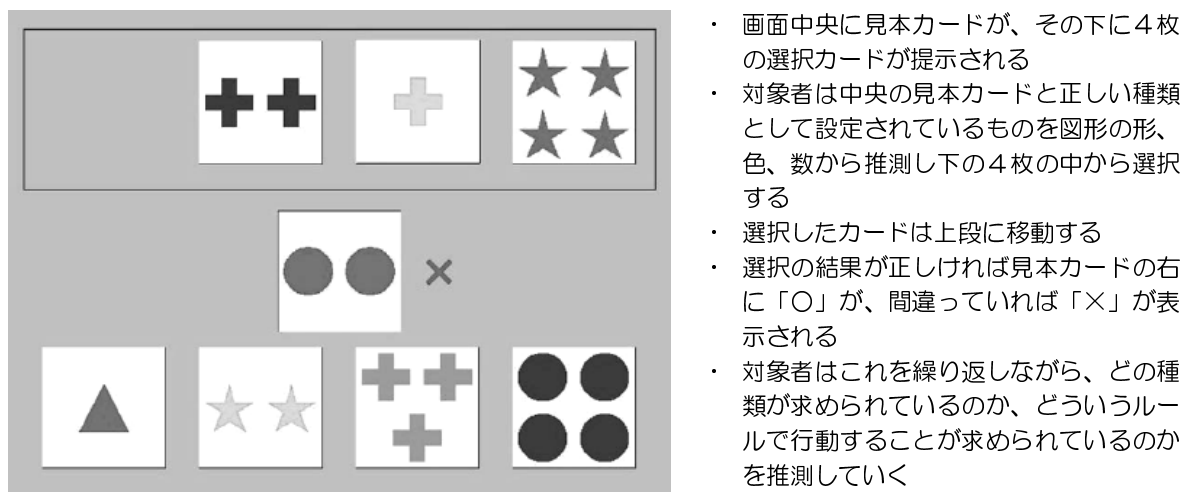 ・ 画面中央に見本カードが、その下に４枚
の選択カードが提示される
・ 対象者は中央の見本カードと正しい種類
として設定されているものを図形の形、
色、数から推測し下の４枚の中から選択
する
・ 選択したカードは上段に移動する
・ 選択の結果が正しければ見本カードの右
に「〇」が、間違っていれば「×」が表
示される
・ 対象者はこれを繰り返しながら、どの種
類が求められているのか、どういうルー
ルで行動することが求められているのか
を推測していく